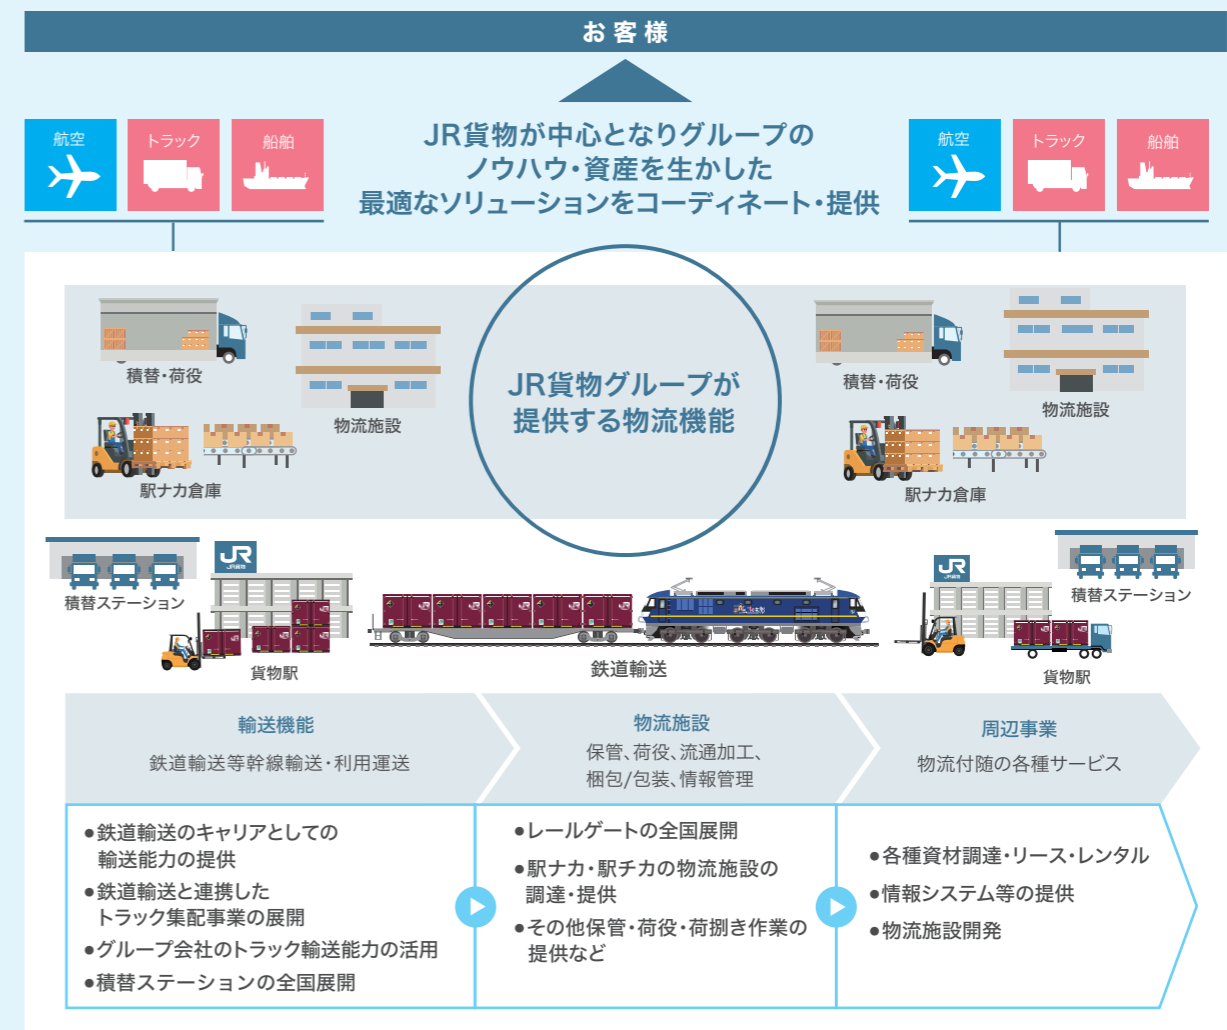 お客様
航空
トラック
船舶
JR貨物が中心となりグループの
ノウハウ・資産を生かした
最適なソリューションをコーディネート・提供
航空
トラック
船舶
積替・荷役
物流施設
駅ナカ倉庫
JR貨物グループが
提供する物流機能
積替・荷役
物流施設
駅ナカ倉庫
積替ステーション
JR
JR貨物
貨物駅
鉄道輸送
JR
JR貨物
積替ステーション
貨物駅
輸送機能
鉄道輸送等幹線輸送・利用運送
物流施設
保管、荷役、流通加工、
梱包/包装、情報管理
周辺事業
物流付随の各種サービス
●鉄道輸送のキャリアとしての
輸送能力の提供
●鉄道輸送と連携した
トラック集配事業の展開
●グループ会社のトラック輸送能力の活用
●積替ステーションの全国展開
●レールゲートの全国展開
●駅ナカ・駅チカの物流施設の
調達・提供
●その他保管・荷役・荷捌き作業の
提供など
●各種資材調達・リース・レンタル
●情報システム等の提供
●物流施設開発